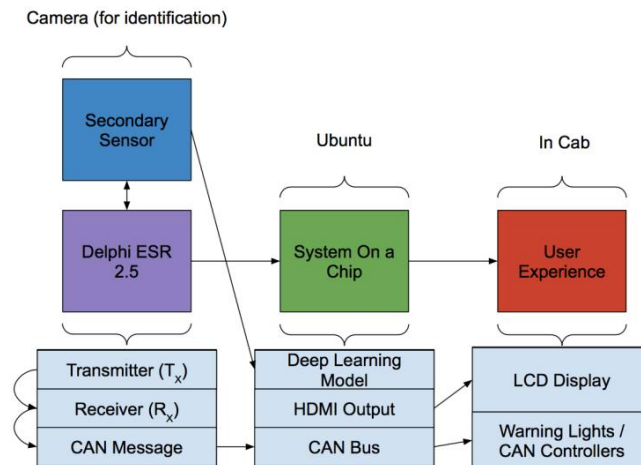 Camera (for identification)
Secondary
Sensor
Ubuntu
In Cab
Delphi ESR
2.5
System On a
Chip
User
Experience
Transmitter (Tx)
Receiver (Rx)
CAN Message
Deep Learning
Model
HDMI Output
CAN Bus
LCD Display
Warning Lights /
CAN Controllers